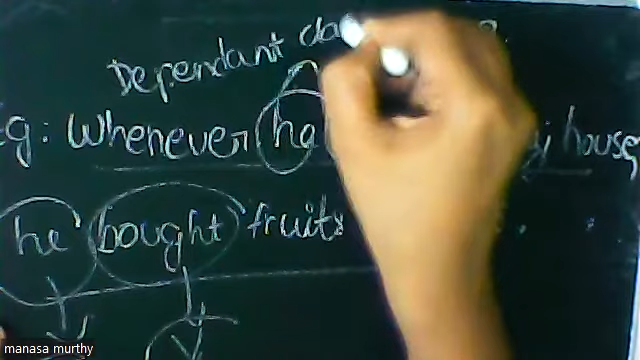 Dependant cla
Eg: Whenever he house,
he bought fruits
manasa murthy